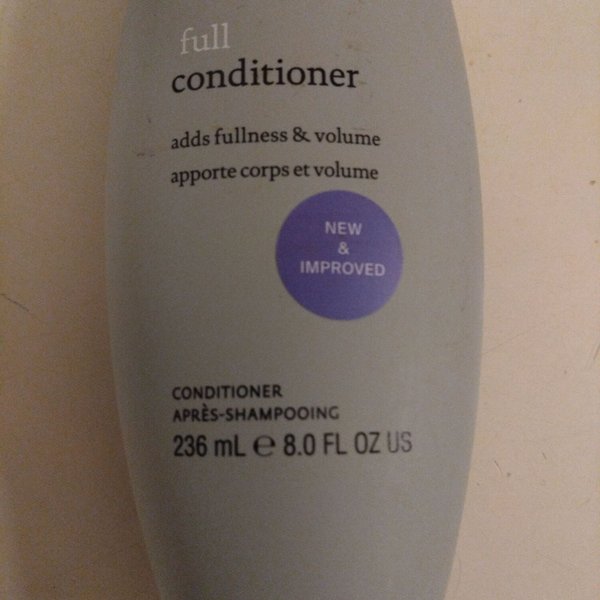 full
conditioner
adds fullness & volume
apporte corps et volume
NEW
&
IMPROVED
CONDITIONER
APRÈS-SHAMPOOING
236 mL ℮ 8.0 FL OZ US